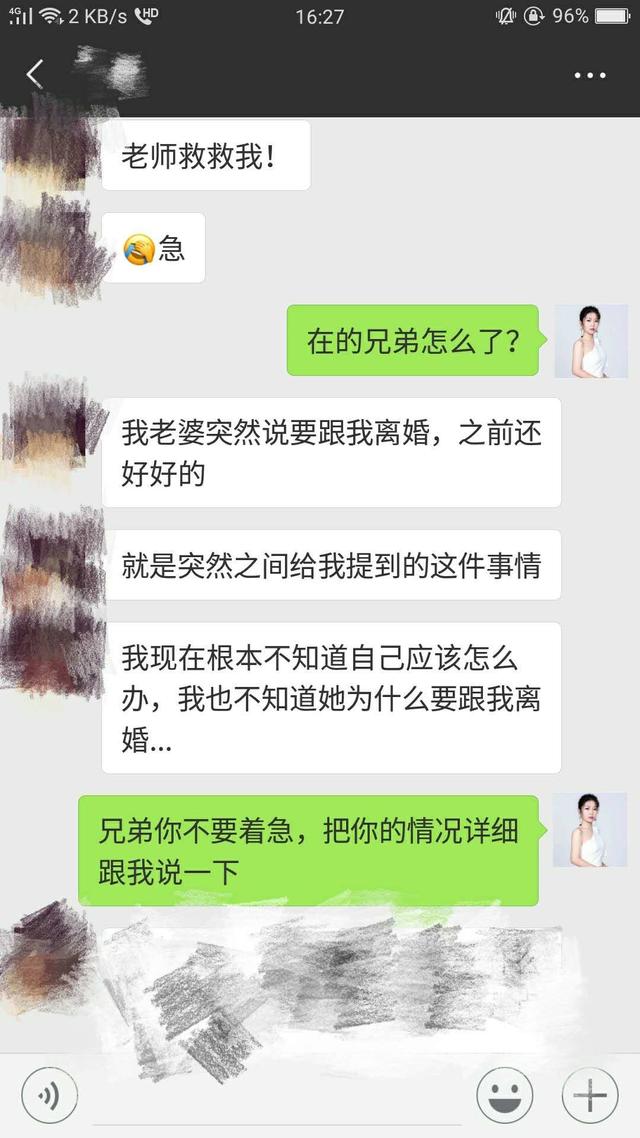 4G 2 KB/s HD 16:27 96%
老师救救我！
急
在的兄弟怎么了？
我老婆突然说要跟我离婚，之前还
好好的
就是突然之间给我提到的这件事情
我现在根本不知道自己应该怎么
办，我也不知道她为什么要跟我离
婚...
兄弟你不要着急，把你的情况详细
跟我说一下